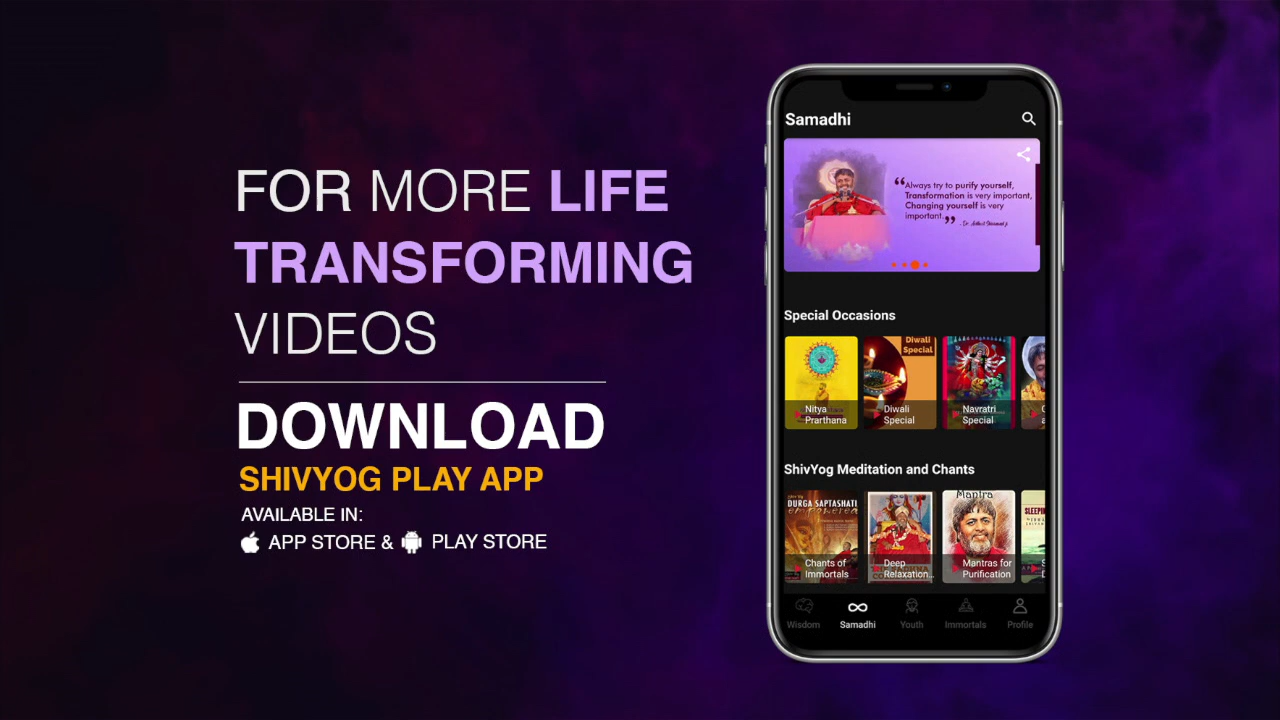 FOR MORE LIFE
TRANSFORMING
VIDEOS
DOWNLOAD
SHIVYOG PLAY APP
AVAILABLE IN:
APP STORE & PLAY STORE
Samadhi
“Always try to purify yourself,
Transformation is very important,
Changing yourself is very
important.”
Special Occasions
Diwali
Special
Nitya
Prarthana
Diwali
Special
Navratri
Special
ShivYog Meditation and Chants
DURGA SAPTASHATI
empowered
Mantra
SLEEPIN
Chants of
Immortals
Deep
Relaxation...
Mantras for
Purification
Wisdom
Samadhi
Youth
Immortals
Profile